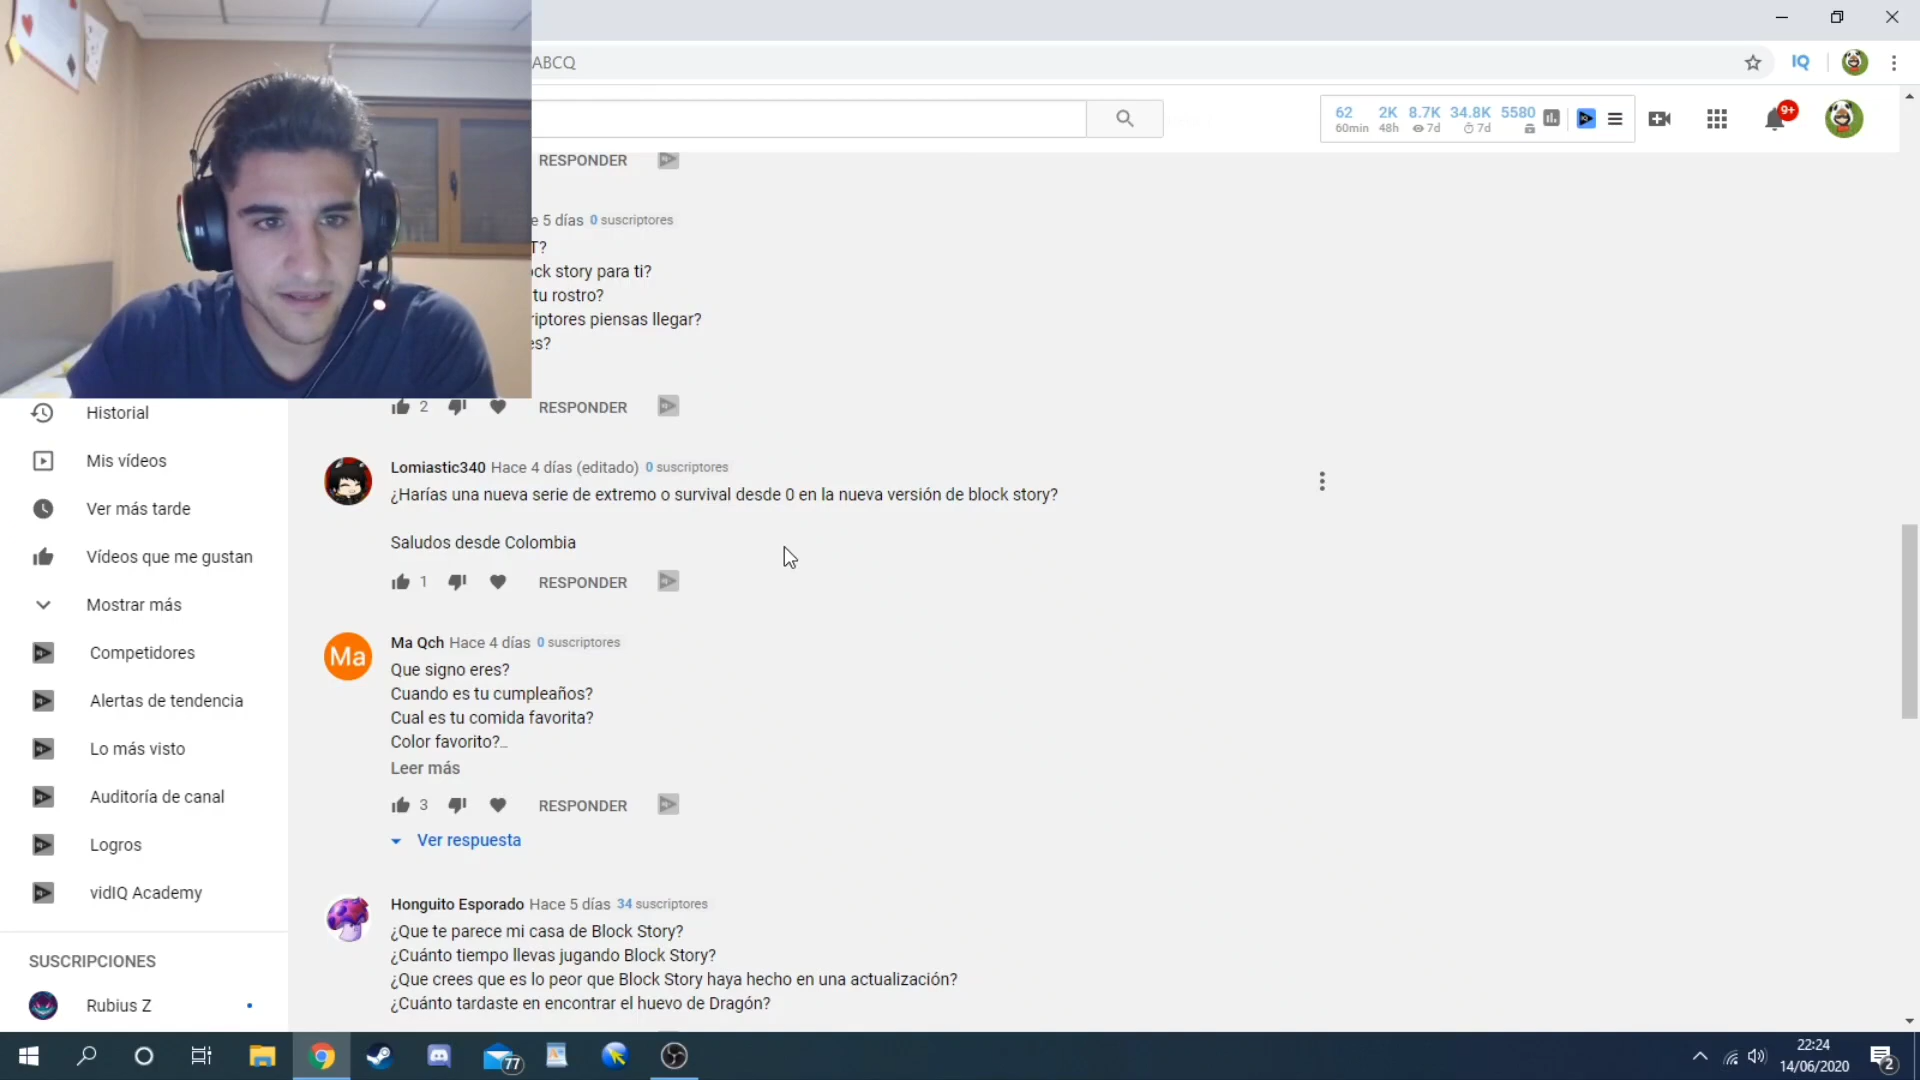 ABCQ
IQ
62 2K 8.7K 34.8K 5580
60min 48h 7d 7d
9+
RESPONDER
e 5 días 0 suscriptores
T?
ock story para ti?
tu rostro?
riptores piensas llegar?
es?
2 RESPONDER
Historial
Mis vídeos
Ver más tarde
Vídeos que me gustan
Mostrar más
Competidores
Alertas de tendencia
Lo más visto
Auditoría de canal
Logros
vidIQ Academy
SUSCRIPCIONES
Rubius Z
Lomiastic340 Hace 4 días (editado) 0 suscriptores
¿Harías una nueva serie de extremo o survival desde 0 en la nueva versión de block story?
Saludos desde Colombia
1 RESPONDER
Ma
Ma Qch Hace 4 días 0 suscriptores
Que signo eres?
Cuando es tu cumpleaños?
Cual es tu comida favorita?
Color favorito?...
Leer más
3 RESPONDER
Ver respuesta
Honguito Esporado Hace 5 días 34 suscriptores
¿Que te parece mi casa de Block Story?
¿Cuánto tiempo llevas jugando Block Story?
¿Que crees que es lo peor que Block Story haya hecho en una actualización?
¿Cuánto tardaste en encontrar el huevo de Dragón?
77
22:24
14/06/2020
2